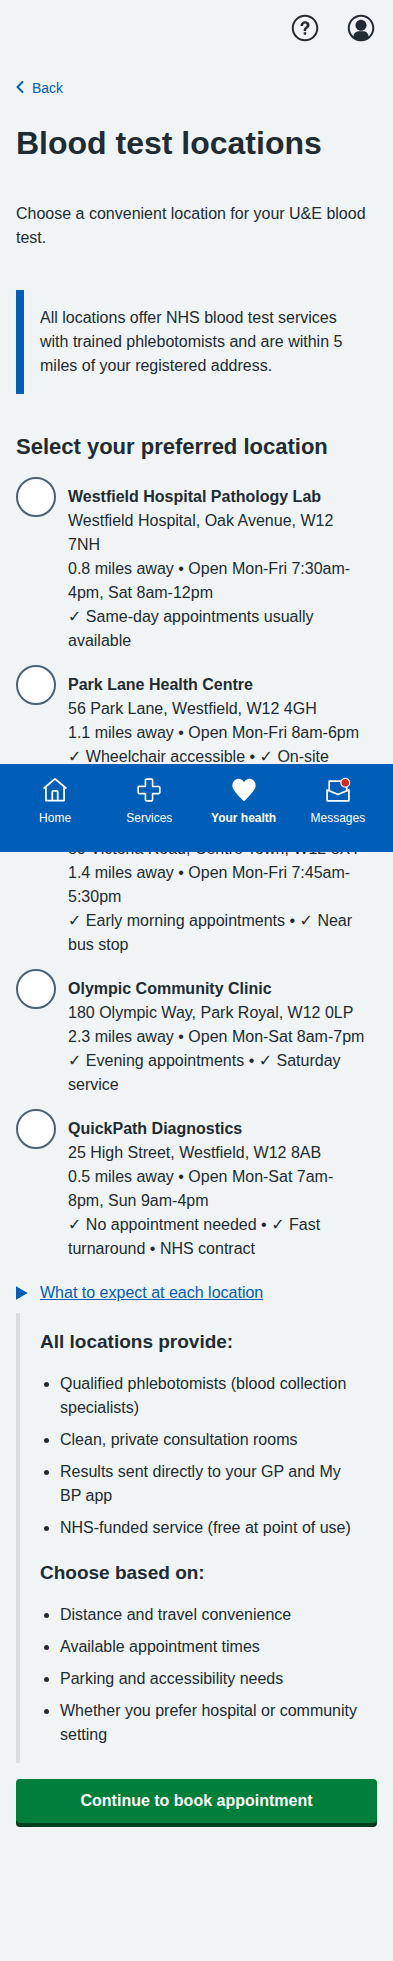 Back
Blood test locations
Choose a convenient location for your U&E blood
test.
All locations offer NHS blood test services
with trained phlebotomists and are within 5
miles of your registered address.
Select your preferred location
Westfield Hospital Pathology Lab
Westfield Hospital, Oak Avenue, W12
7NH
0.8 miles away • Open Mon-Fri 7:30am-
4pm, Sat 8am-12pm
✓ Same-day appointments usually
available
Park Lane Health Centre
56 Park Lane, Westfield, W12 4GH
1.1 miles away • Open Mon-Fri 8am-6pm
✓ Wheelchair accessible • ✓ On-site
Home
Services
Your health
Messages
1.4 miles away • Open Mon-Fri 7:45am-
5:30pm
✓ Early morning appointments • ✓ Near
bus stop
Olympic Community Clinic
180 Olympic Way, Park Royal, W12 0LP
2.3 miles away • Open Mon-Sat 8am-7pm
✓ Evening appointments • ✓ Saturday
service
QuickPath Diagnostics
25 High Street, Westfield, W12 8AB
0.5 miles away • Open Mon-Sat 7am-
8pm, Sun 9am-4pm
✓ No appointment needed • ✓ Fast
turnaround • NHS contract
What to expect at each location
All locations provide:
• Qualified phlebotomists (blood collection
specialists)
• Clean, private consultation rooms
• Results sent directly to your GP and My
BP app
• NHS-funded service (free at point of use)
Choose based on:
• Distance and travel convenience
• Available appointment times
• Parking and accessibility needs
• Whether you prefer hospital or community
setting
Continue to book appointment